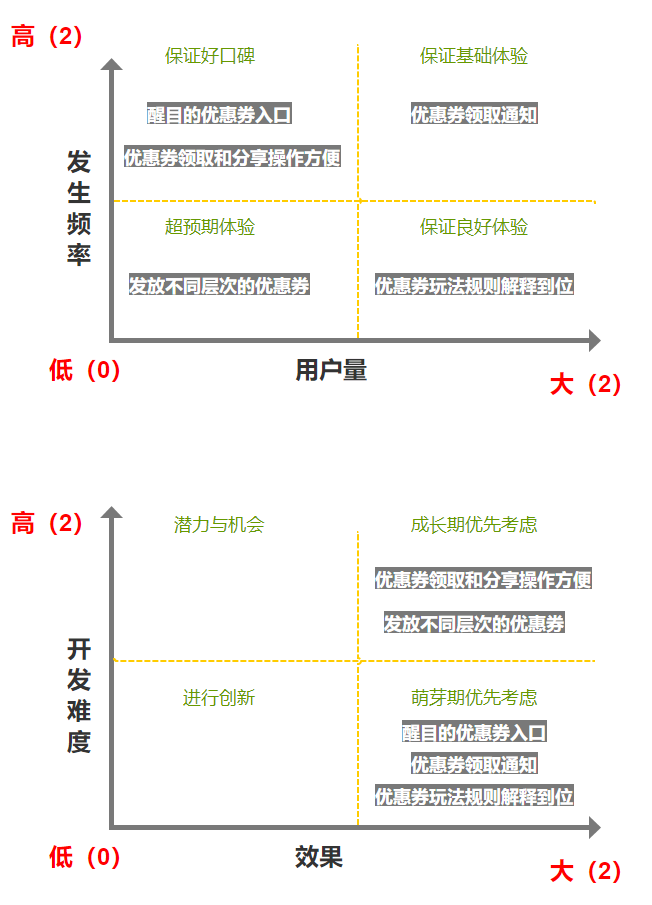 高（2）
保证好口碑
保证基础体验
醒目的优惠券入口
优惠券领取通知
优惠券领取和分享操作方便
发生频率
超预期体验
保证良好体验
发放不同层次的优惠券
优惠券玩法规则解释到位
低（0）
用户量
大（2）
高（2）
潜力与机会
成长期优先考虑
优惠券领取和分享操作方便
发放不同层次的优惠券
开发难度
进行创新
萌芽期优先考虑
醒目的优惠券入口
优惠券领取通知
优惠券玩法规则解释到位
低（0）
效果
大（2）